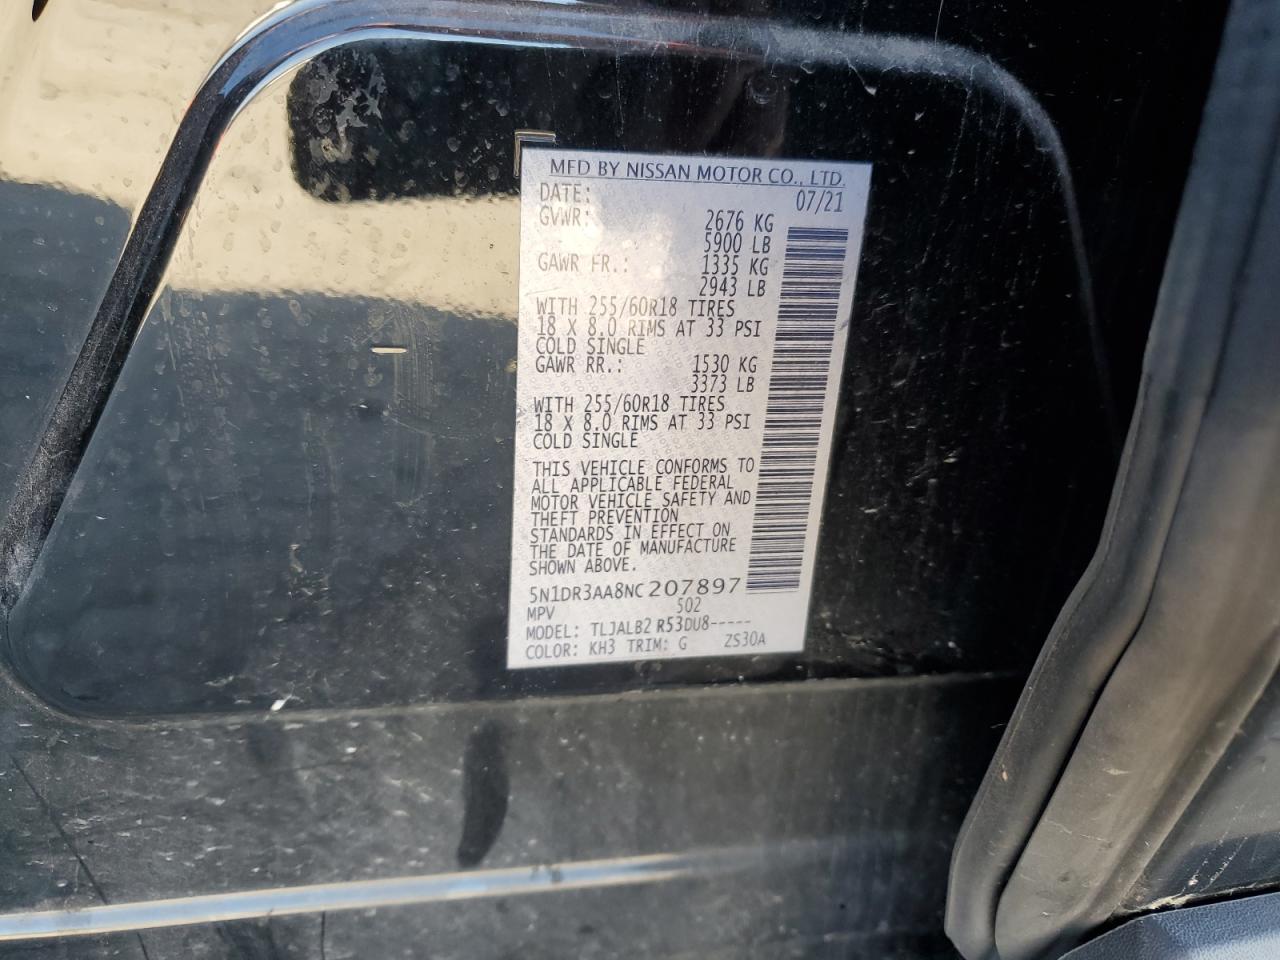 MFD BY NISSAN MOTOR CO., LTD.
DATE: 07/21
GVWR: 2676 KG
5900 LB
GAWR FR.: 1335 KG
2943 LB
WITH 255/60R18 TIRES
18 X 8.0 RIMS AT 33 PSI
COLD SINGLE
GAWR RR.: 1530 KG
3373 LB
WITH 255/60R18 TIRES
18 X 8.0 RIMS AT 33 PSI
COLD SINGLE
THIS VEHICLE CONFORMS TO
ALL APPLICABLE FEDERAL
MOTOR VEHICLE SAFETY AND
THEFT PREVENTION
STANDARDS IN EFFECT ON
THE DATE OF MANUFACTURE
SHOWN ABOVE.
5N1DR3AA8NC207897
MPV 502
MODEL: TLJALB2 R53DU8-----
COLOR: KH3 TRIM: G ZS30A